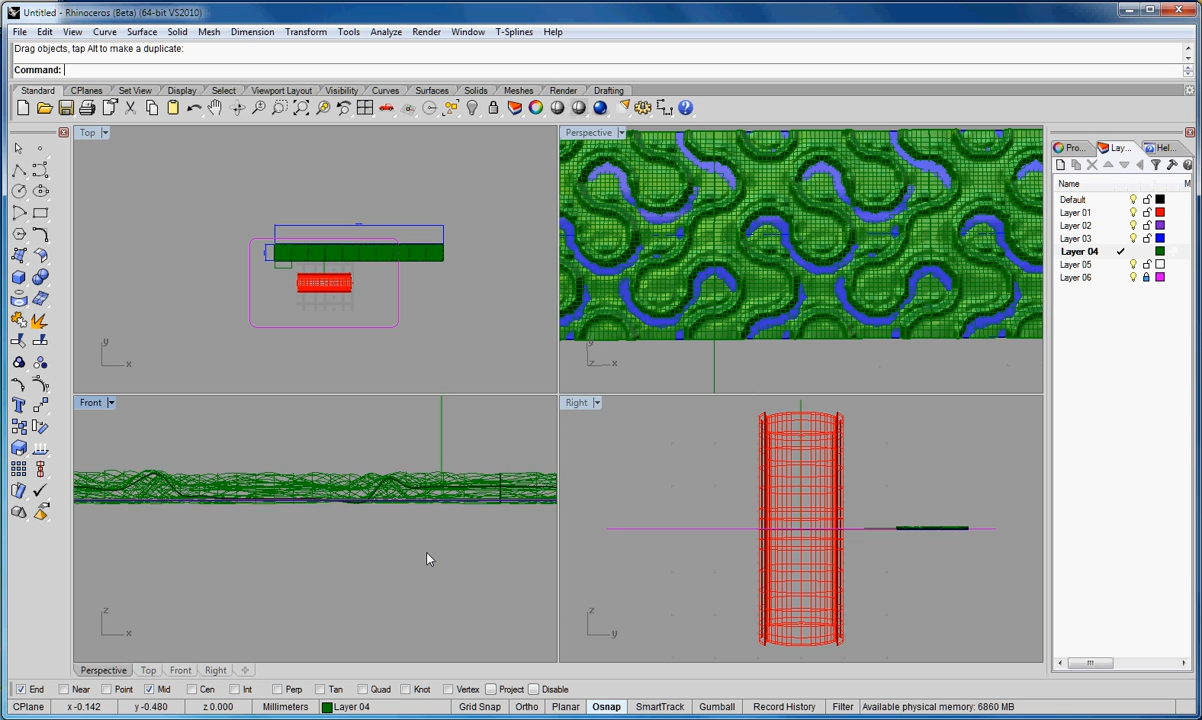 Untitled - Rhinoceros (Beta) (64-bit VS2010)
File Edit View Curve Surface Solid Mesh Dimension Transform Tools Analyze Render Window T-Splines Help
Drag objects, tap Alt to make a duplicate:
Command:
Standard CPlanes Set View Display Select Viewport Layout Visibility Curves Surfaces Solids Meshes Render Drafting
Top
Perspective
Pro... Lay... Hel...
Name M
Default
Layer 01
Layer 02
Layer 03
Layer 04
Layer 05
Layer 06
y
x
y
z x
Front
Right
z
x
z
y
Perspective Top Front Right
End Near Point Mid Cen Int Perp Tan Quad Knot Vertex Project Disable
CPlane x -0.142 y -0.480 z 0.000 Millimeters Layer 04 Grid Snap Ortho Planar Osnap SmartTrack Gumball Record History Filter Available physical memory: 6860 MB